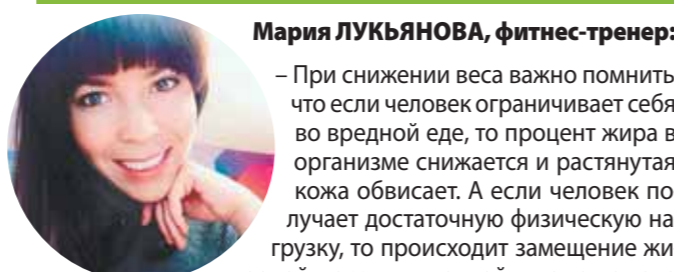 Мария ЛУКЬЯНОВА, фитнес-тренер:
– При снижении веса важно помнить
что если человек ограничивает себя
во вредной еде, то процент жира в
организме снижается и растянутая
кожа обвисает. А если человек по
лучает достаточную физическую на
грузку, то происходит замещение жи